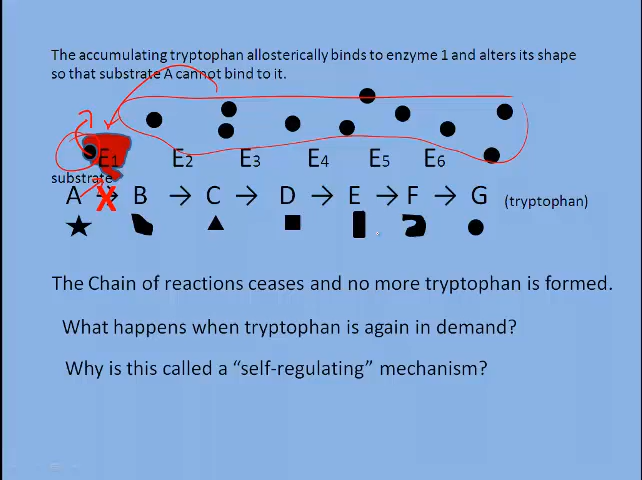 The accumulating tryptophan allosterically binds to enzyme 1 and alters its shape
so that substrate A cannot bind to it.
E1 E2 E3 E4 E5 E6
substrate
A → X B → C → D → E → F → G (tryptophan)
The Chain of reactions ceases and no more tryptophan is formed.
What happens when tryptophan is again in demand?
Why is this called a “self-regulating” mechanism?